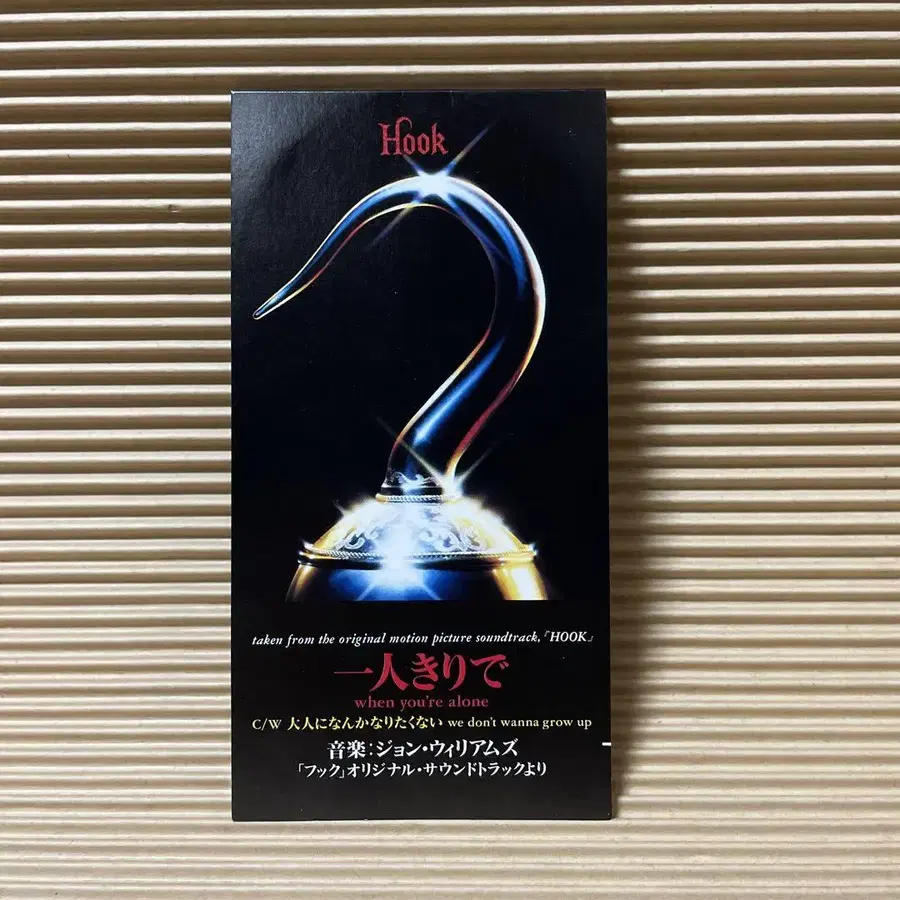 Hook
taken from the original motion picture soundtrack,「HOOK」
一人きりで
when you're alone
C/W 大人になんかなりたくない we don't wanna grow up
音楽:ジョン・ウィリアムズ
「フック」オリジナル・サウンドトラックより